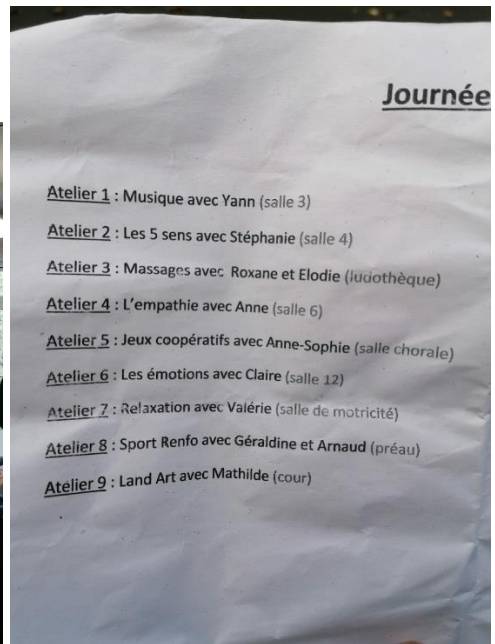 Journée
Atelier 1 : Musique avec Yann (salle 3)
Atelier 2 : Les 5 sens avec Stéphanie (salle 4)
Atelier 3 : Massages avec Roxane et Elodie (ludothèque)
Atelier 4 : L'empathie avec Anne (salle 6)
Atelier 5 : Jeux coopératifs avec Anne-Sophie (salle chorale)
Atelier 6 : Les émotions avec Claire (salle 12)
Atelier 7 : Relaxation avec Valérie (salle de motricité)
Atelier 8 : Sport Renfo avec Géraldine et Arnaud (préau)
Atelier 9 : Land Art avec Mathilde (cour)